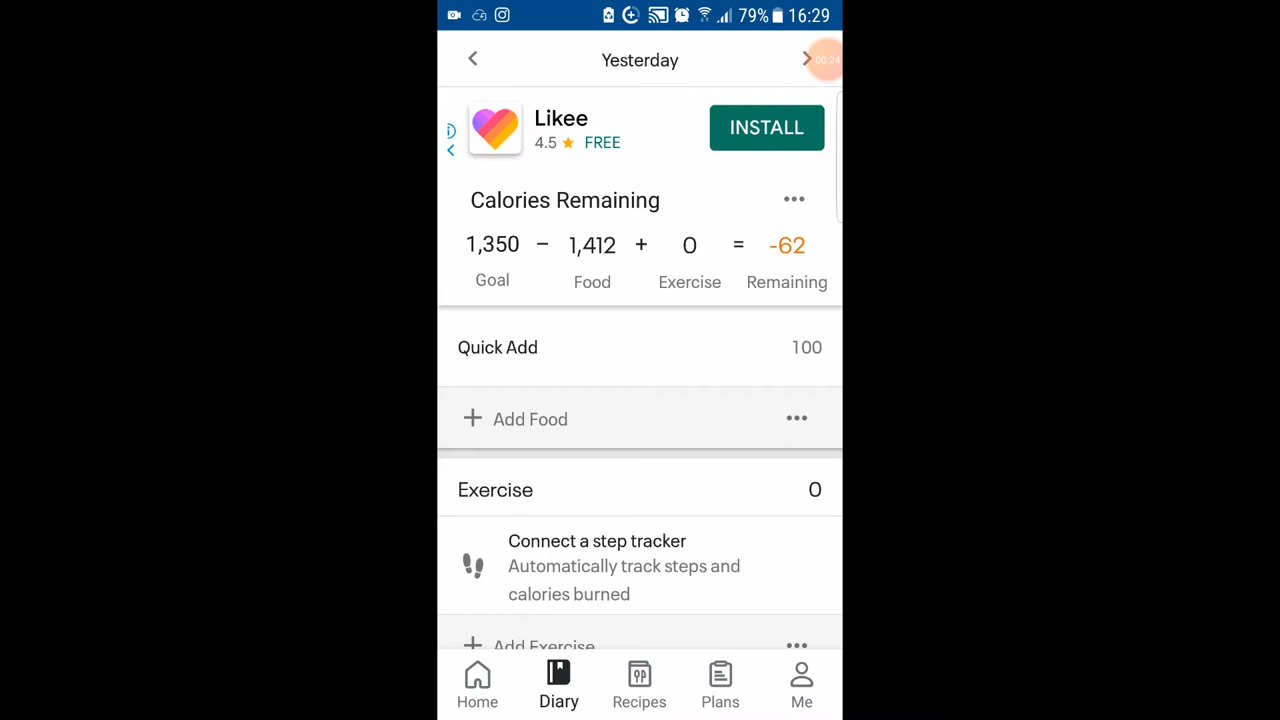 79% 16:29
Yesterday
00:24
Likee
4.5 FREE
INSTALL
Calories Remaining
1,350 − 1,412 + 0 = -62
Goal Food Exercise Remaining
Quick Add 100
+ Add Food
Exercise 0
Connect a step tracker
Automatically track steps and
calories burned
+ Add Exercise
Home Diary Recipes Plans Me